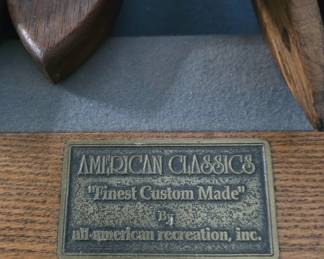 AMERICAN CLASSICS
"Finest Custom Made"
By
all american recreation, inc.